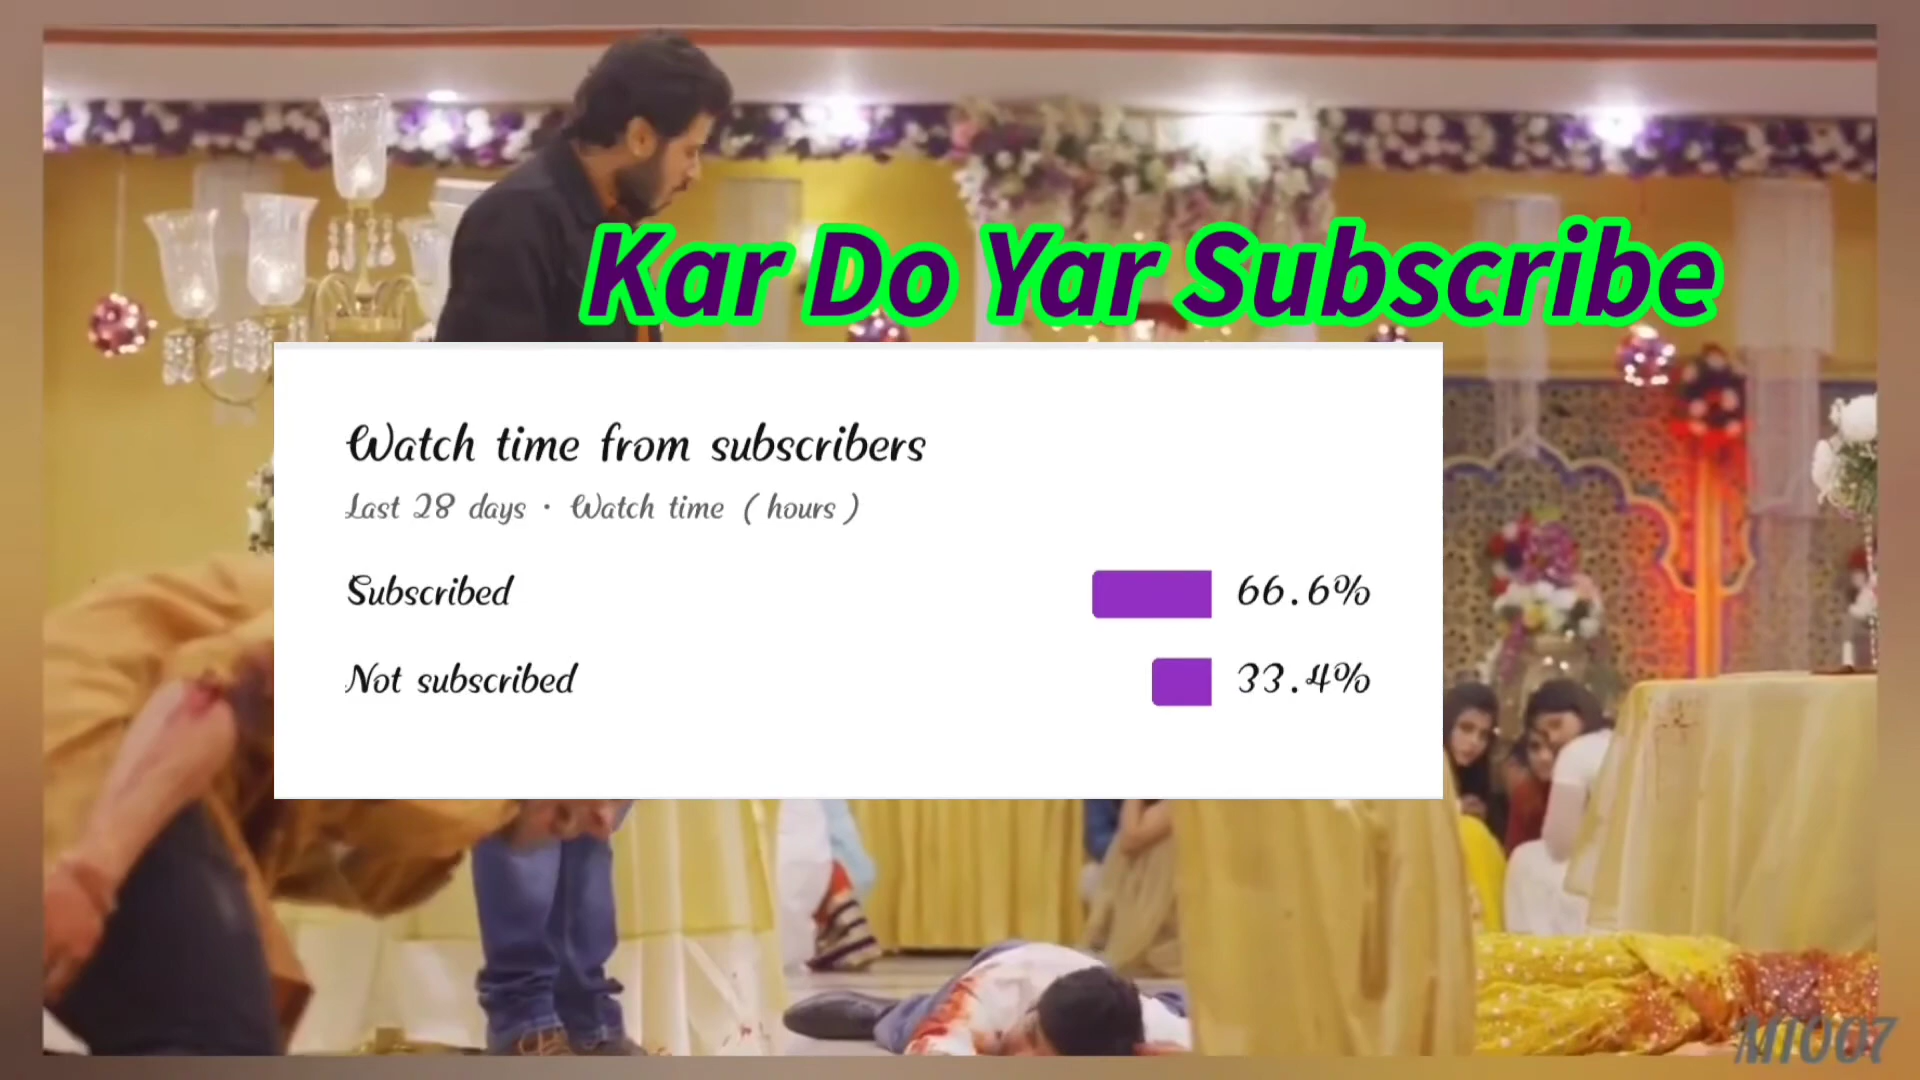 Kar Do Yar Subscribe
Watch time from subscribers
Last 28 days · Watch time (hours)
Subscribed 66.6%
Not subscribed 33.4%
M1007